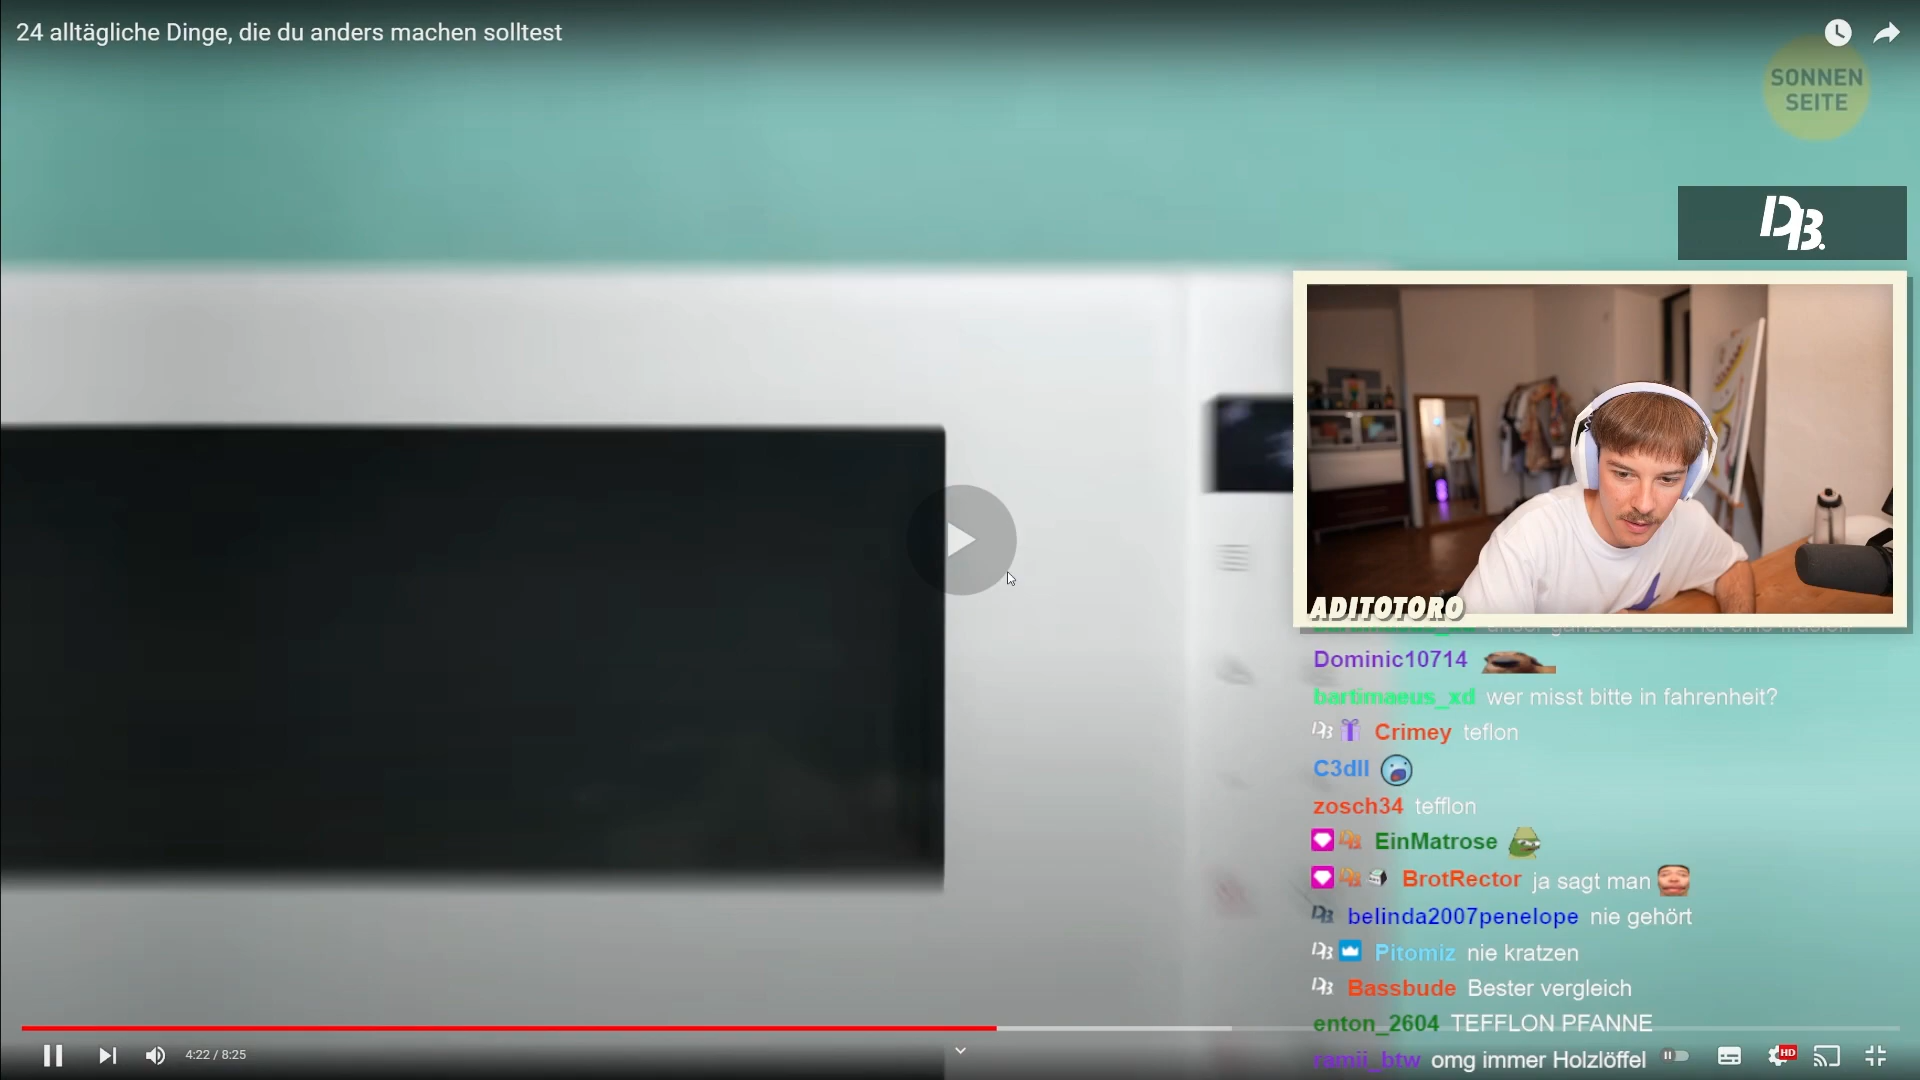 24 alltägliche Dinge, die du anders machen solltest
SONNEN
SEITE
DB.
ADITOTORO
Dominic10714
bartimaeus_xd wer misst bitte in fahrenheit?
Crimey teflon
C3dll
zosch34 tefflon
EinMatrose
BrotRector ja sagt man
belinda2007penelope nie gehört
Pitomiz nie kratzen
Bassbude Bester vergleich
enton_2604 TEFFLON PFANNE
ramii_btw omg immer Holzlöffel
4:22 / 8:25
HD